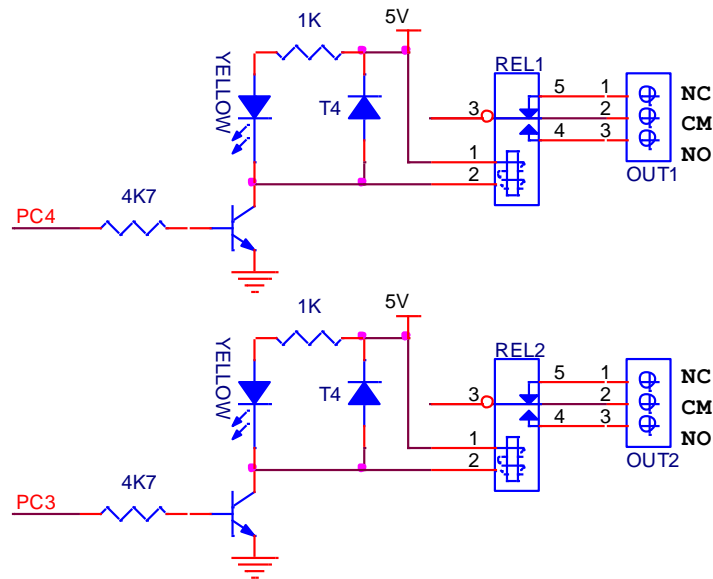 1K
5V
YELLOW
T4
REL1
3
5
4
1
2
1
2
3
NC
CM
NO
OUT1
4K7
PC4
1K
5V
YELLOW
T4
REL2
3
5
4
1
2
1
2
3
NC
CM
NO
OUT2
4K7
PC3